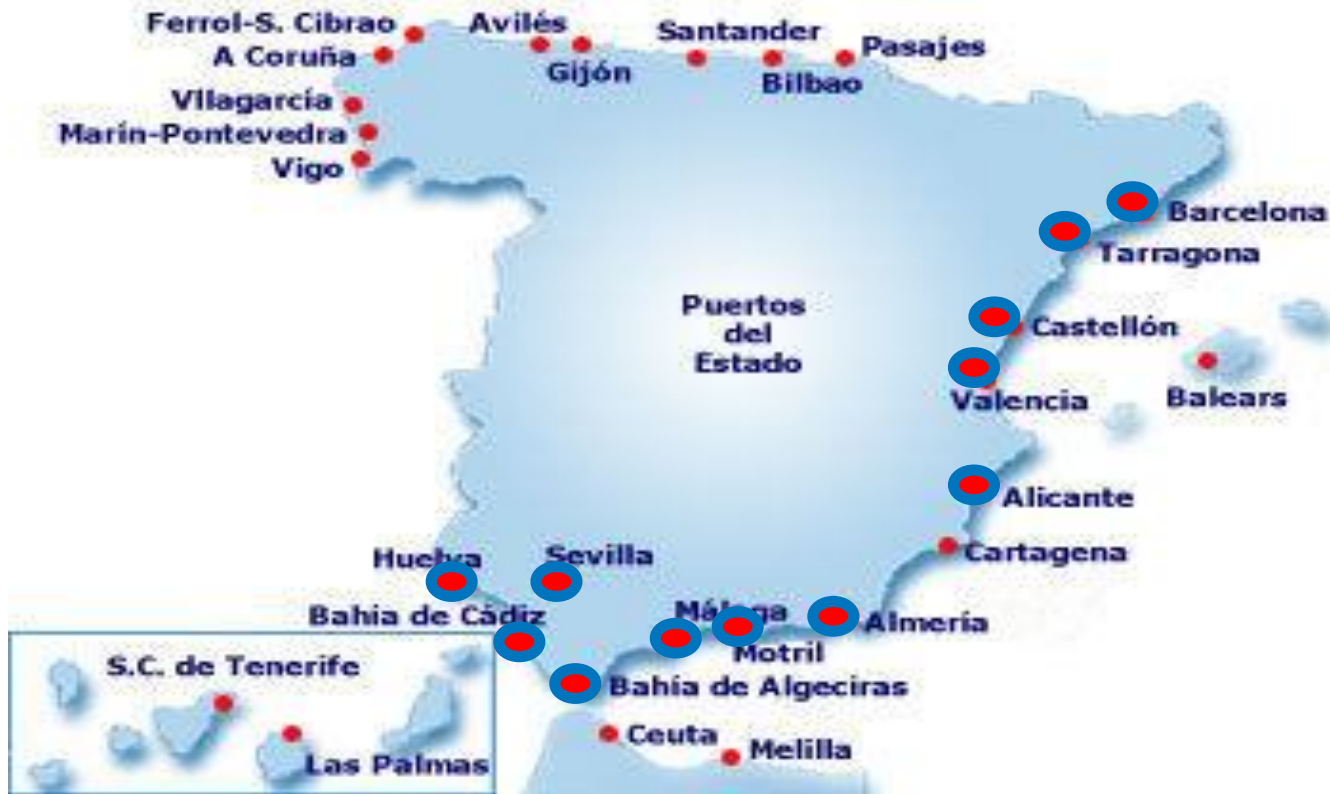 Ferrol-S. Cibrao
A Coruña
Avilés
Gijón
Santander
Bilbao
Pasajes
VIlagarcía
Marín-Pontevedra
Vigo
Barcelona
Tarragona
Puertos
del
Estado
Castellón
Valencia
Balears
Alicante
Cartagena
Huelva
Sevilla
Bahía de Cádiz
Málaga
Motril
Almería
Bahía de Algeciras
S.C. de Tenerife
Las Palmas
Ceuta
Melilla